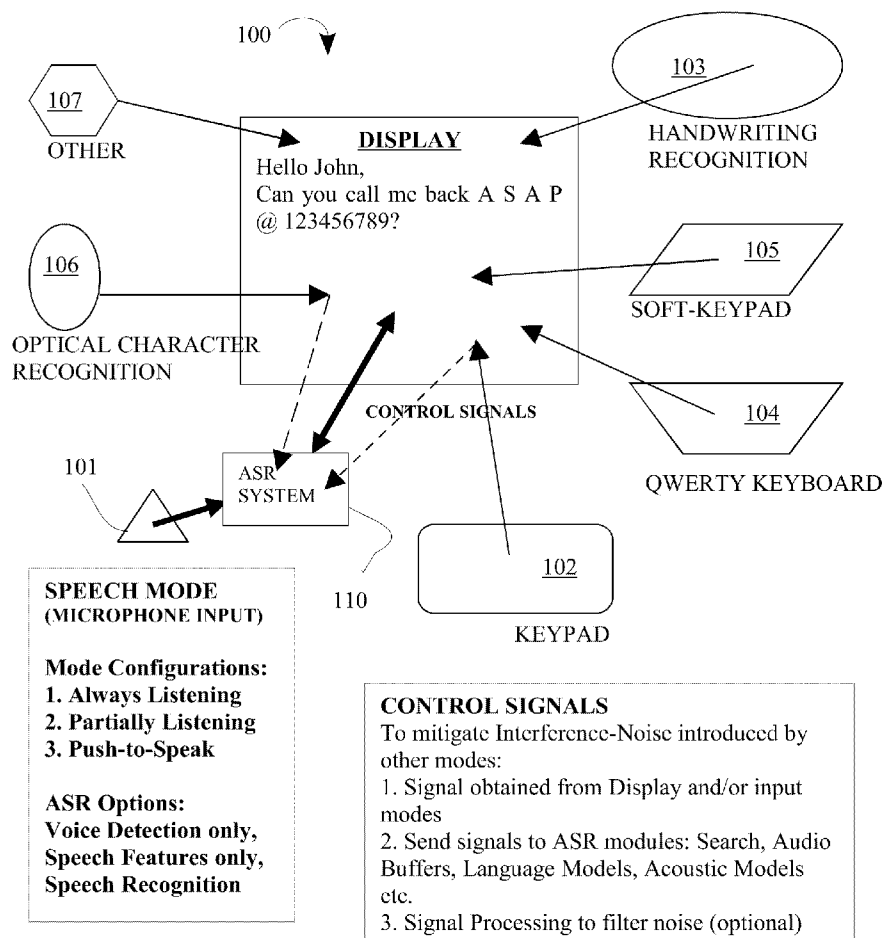 100
107
OTHER
103
HANDWRITING
RECOGNITION
DISPLAY
Hello John,
Can you call me back A S A P
@ 123456789?
106
OPTICAL CHARACTER
RECOGNITION
105
SOFT-KEYPAD
104
QWERTY KEYBOARD
CONTROL SIGNALS
101
ASR
SYSTEM
110
102
KEYPAD
SPEECH MODE
(MICROPHONE INPUT)
Mode Configurations:
1. Always Listening
2. Partially Listening
3. Push-to-Speak
ASR Options:
Voice Detection only,
Speech Features only,
Speech Recognition
CONTROL SIGNALS
To mitigate Interference-Noise introduced by
other modes:
1. Signal obtained from Display and/or input
modes
2. Send signals to ASR modules: Search, Audio
Buffers, Language Models, Acoustic Models
etc.
3. Signal Processing to filter noise (optional)